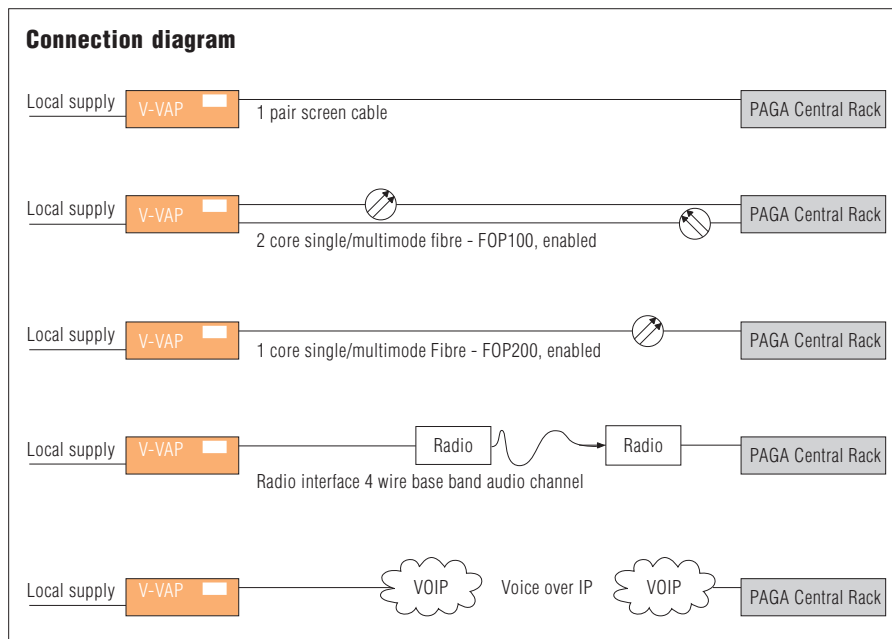 Connection diagram
Local supply V-VAP PAGA Central Rack
1 pair screen cable
Local supply V-VAP PAGA Central Rack
2 core single/multimode fibre - FOP100, enabled
Local supply V-VAP PAGA Central Rack
1 core single/multimode Fibre - FOP200, enabled
Local supply V-VAP Radio Radio PAGA Central Rack
Radio interface 4 wire base band audio channel
Local supply V-VAP VOIP Voice over IP VOIP PAGA Central Rack